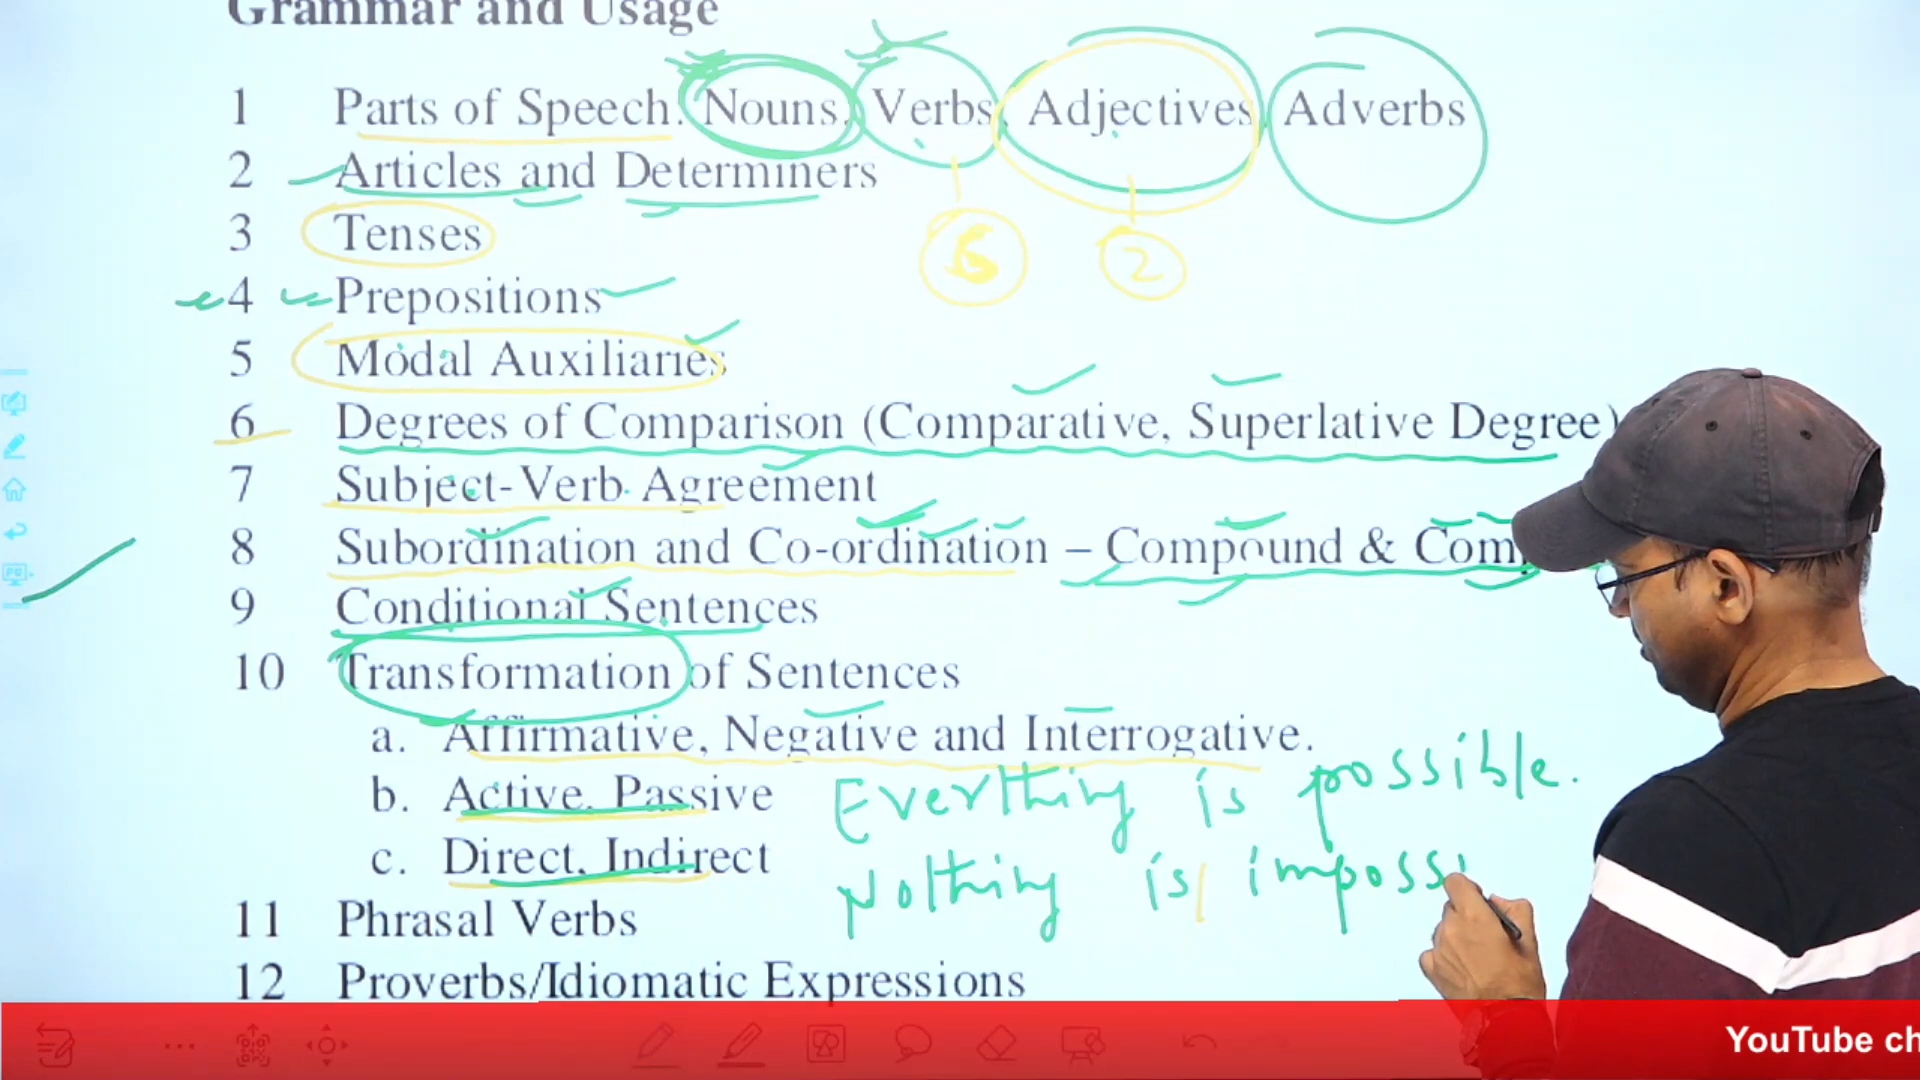 Grammar and Usage
1 Parts of Speech. Nouns, Verbs, Adjectives, Adverbs
2 Articles and Determiners
3 Tenses
6 2
4 Prepositions
5 Modal Auxiliaries
6 Degrees of Comparison (Comparative, Superlative Degree)
7 Subject-Verb Agreement
8 Subordination and Co-ordination – Compound & Com
9 Conditional Sentences
10 Transformation of Sentences
a. Affirmative, Negative and Interrogative.
b. Active, Passive
Everthing is possible.
c. Direct, Indirect
Nothing is imposs
11 Phrasal Verbs
12 Proverbs/Idiomatic Expressions
YouTube ch